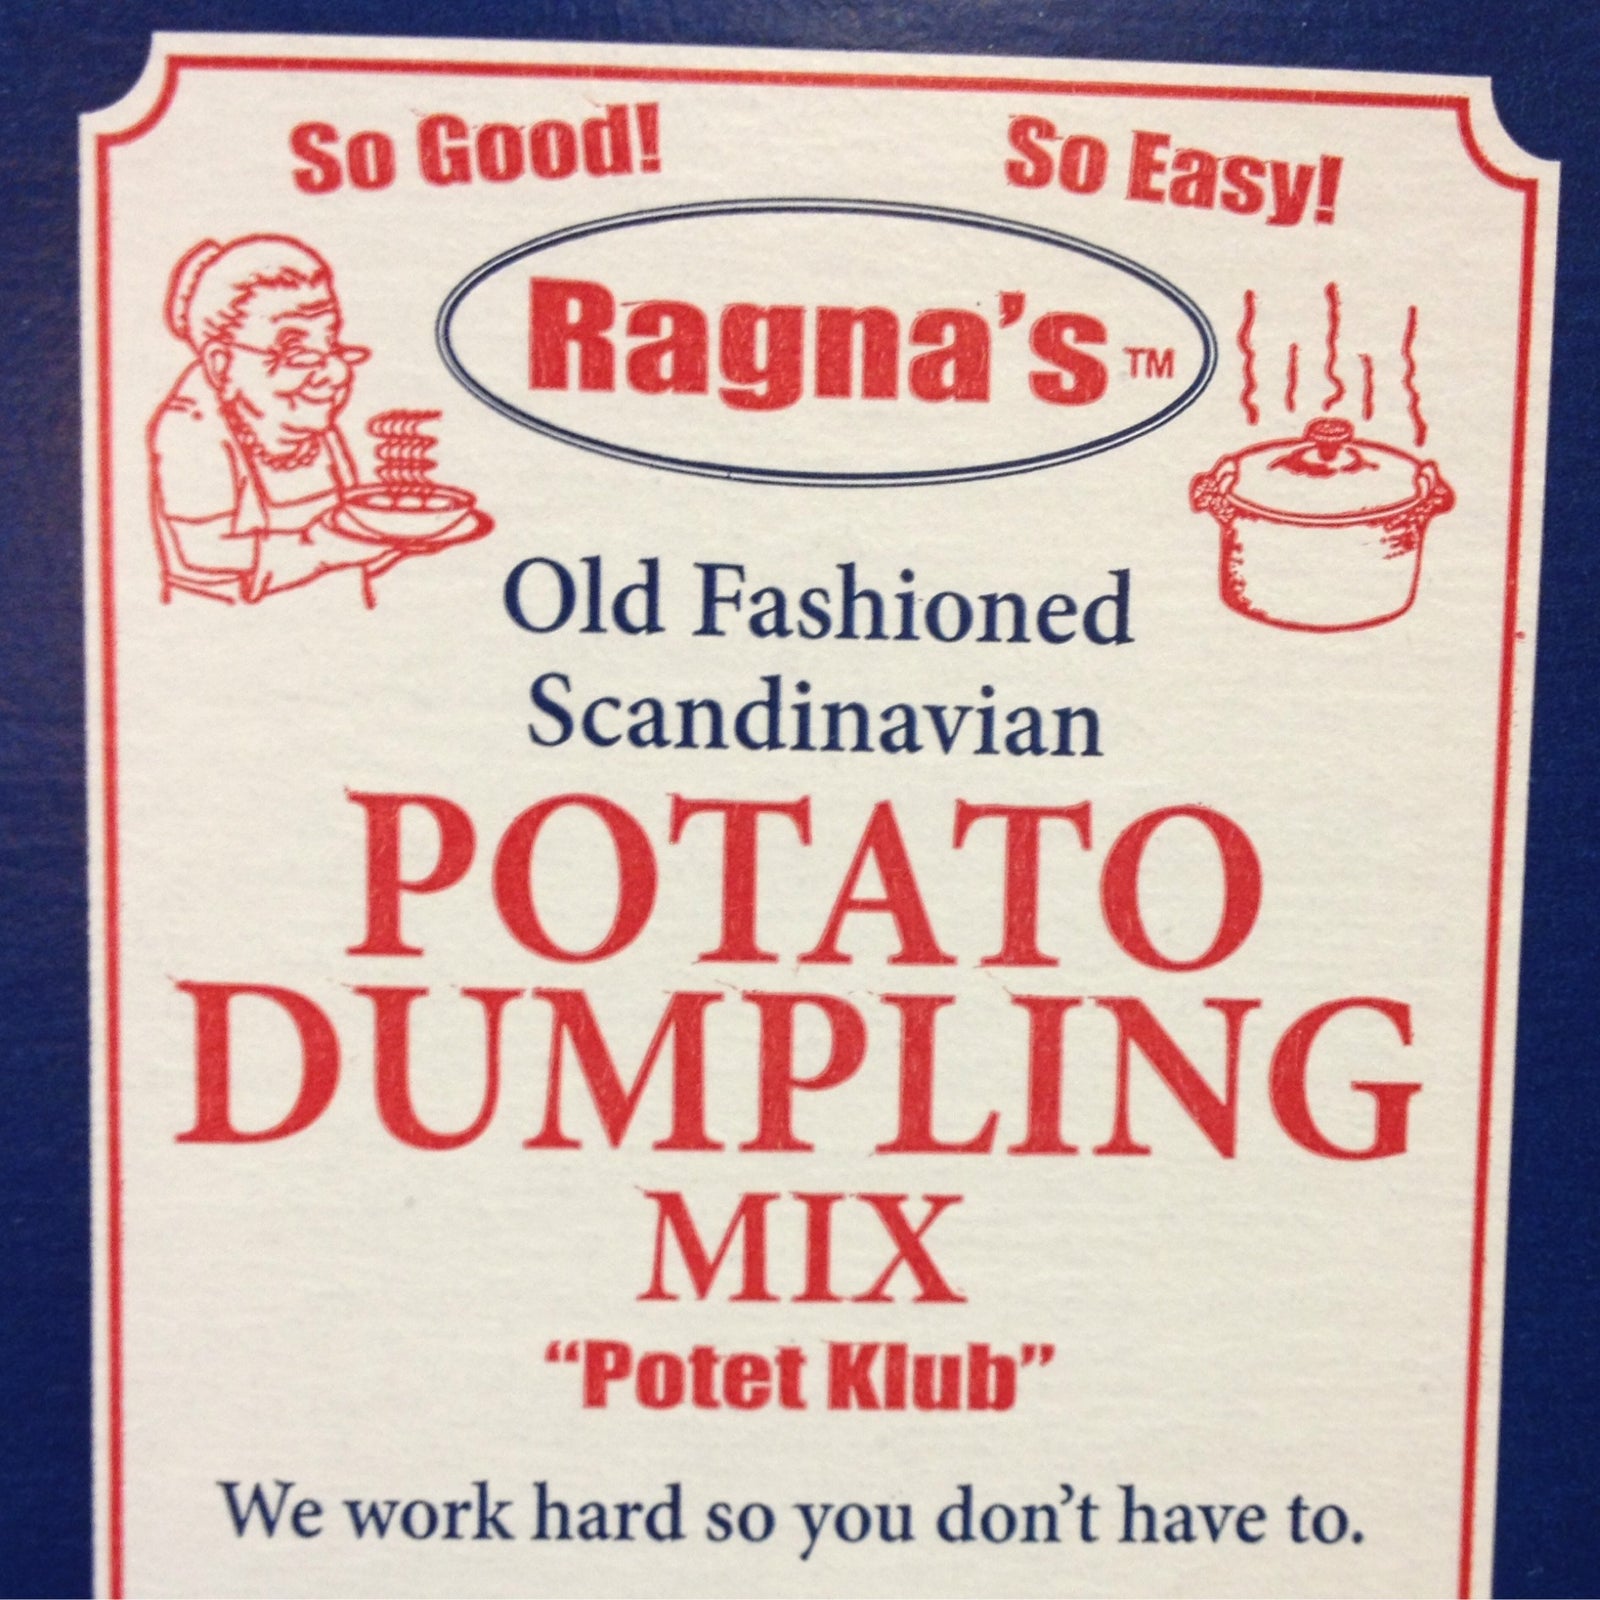 So Good!
So Easy!
Ragna's™
Old Fashioned
Scandinavian
POTATO
DUMPLING
MIX
“Potet Klub”
We work hard so you don't have to.